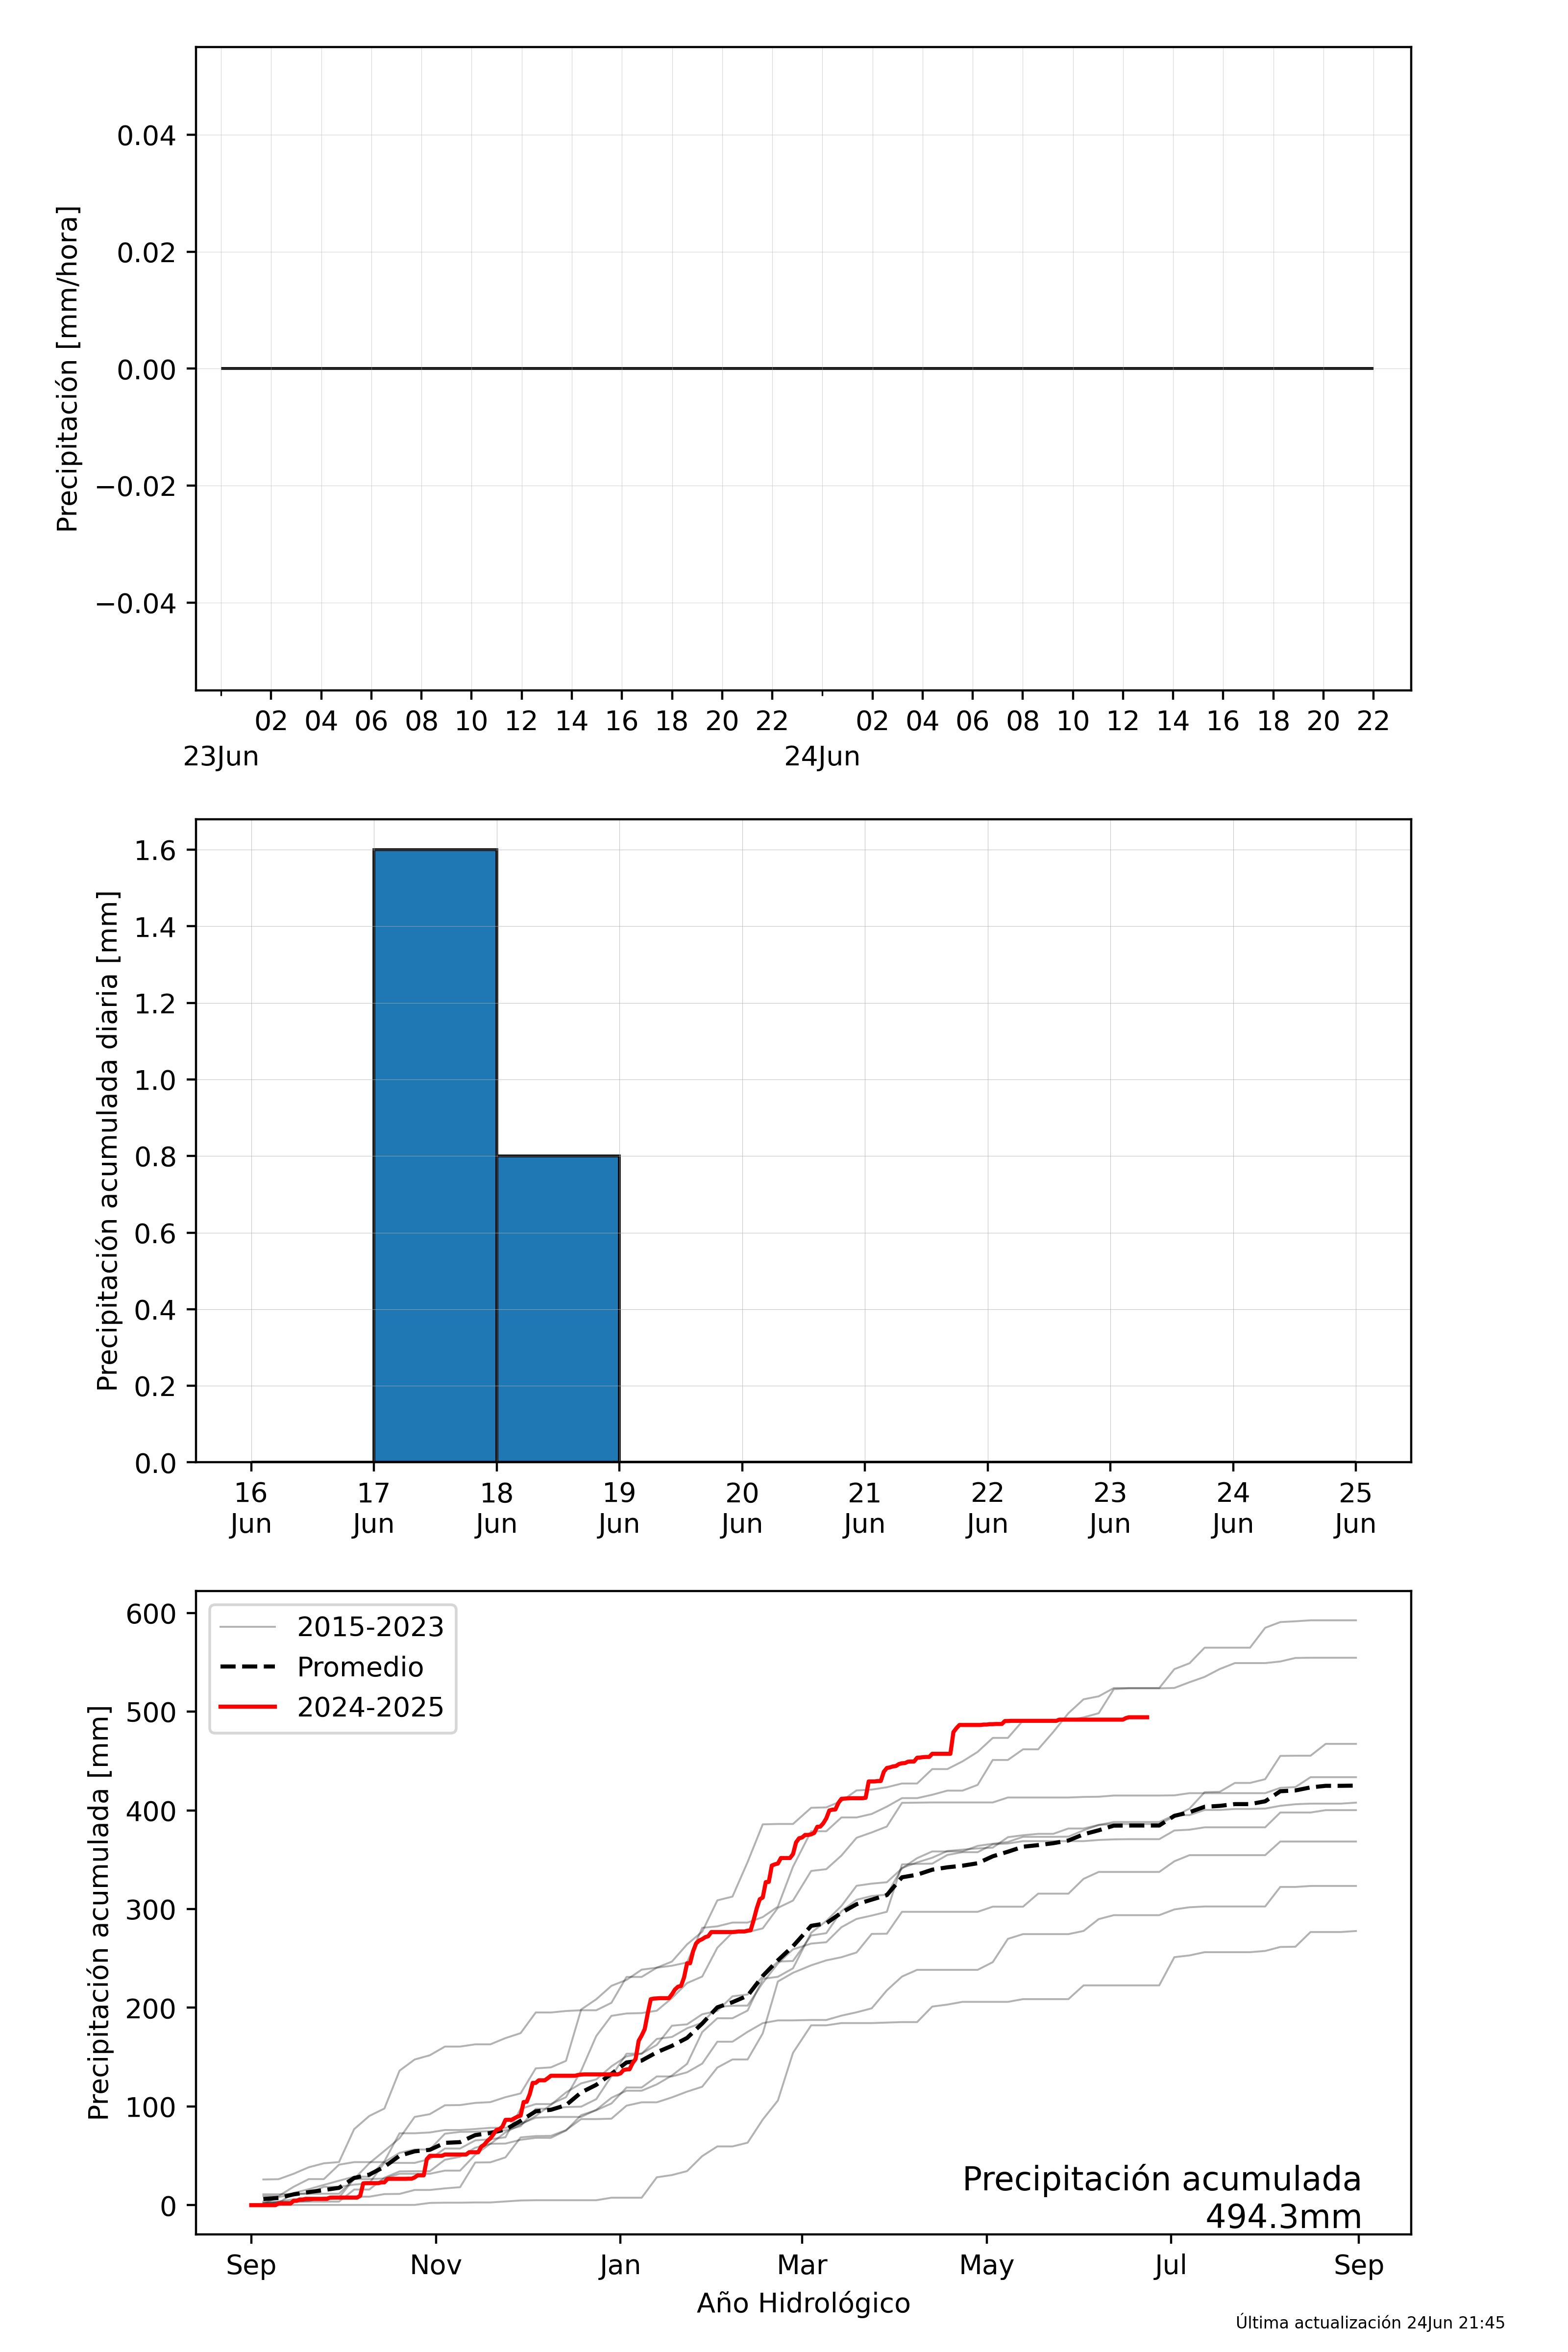 Precipitación [mm/hora]
0.04
0.02
0.00
−0.02
−0.04
02 04 06 08 10 12 14 16 18 20 22 02 04 06 08 10 12 14 16 18 20 22
23Jun 24Jun
Precipitación acumulada diaria [mm]
1.6
1.4
1.2
1.0
0.8
0.6
0.4
0.2
0.0
16 17 18 19 20 21 22 23 24 25
Jun Jun Jun Jun Jun Jun Jun Jun Jun Jun
Precipitación acumulada [mm]
600
500
400
300
200
100
0
2015-2023
Promedio
2024-2025
Precipitación acumulada
494.3mm
Sep Nov Jan Mar May Jul Sep
Año Hidrológico
Última actualización 24Jun 21:45